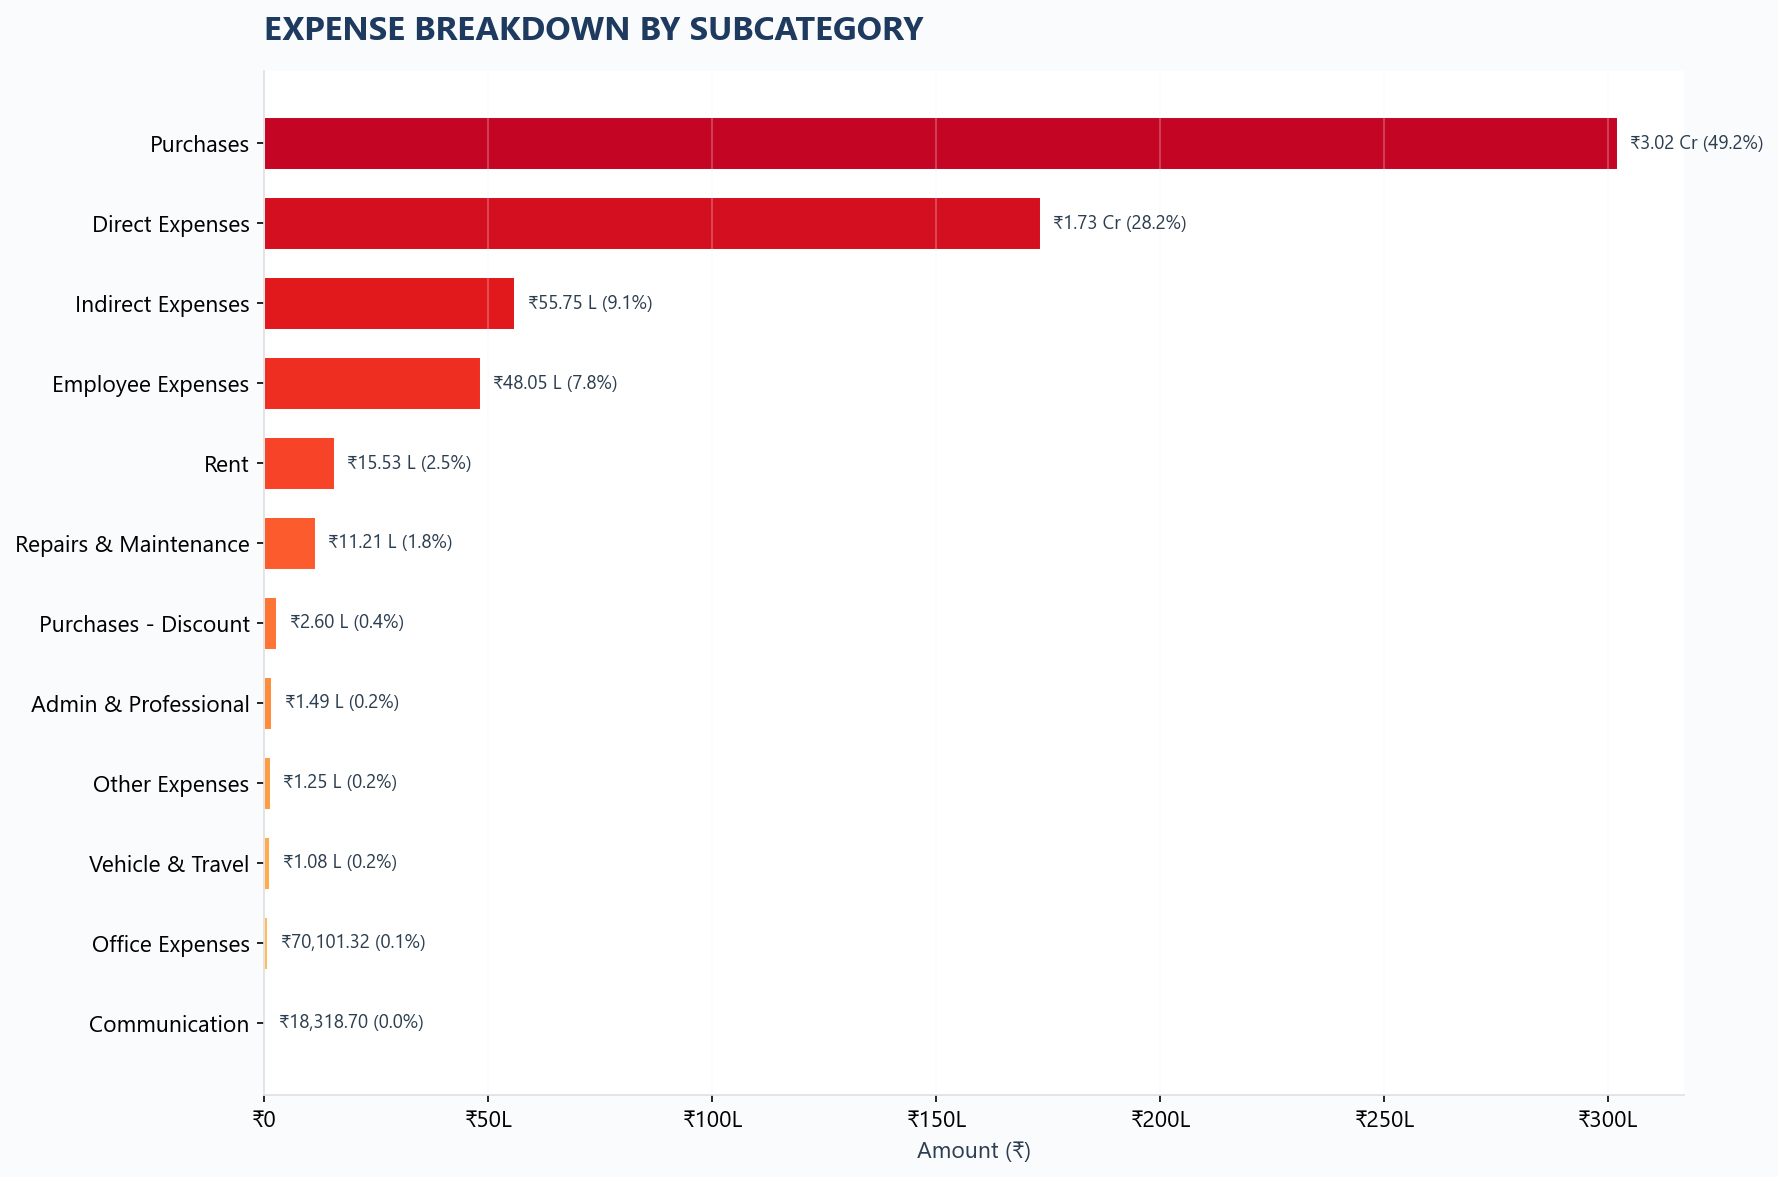 EXPENSE BREAKDOWN BY SUBCATEGORY
Purchases ₹3.02 Cr (49.2%)
Direct Expenses ₹1.73 Cr (28.2%)
Indirect Expenses ₹55.75 L (9.1%)
Employee Expenses ₹48.05 L (7.8%)
Rent ₹15.53 L (2.5%)
Repairs & Maintenance ₹11.21 L (1.8%)
Purchases - Discount ₹2.60 L (0.4%)
Admin & Professional ₹1.49 L (0.2%)
Other Expenses ₹1.25 L (0.2%)
Vehicle & Travel ₹1.08 L (0.2%)
Office Expenses ₹70,101.32 (0.1%)
Communication ₹18,318.70 (0.0%)
₹0 ₹50L ₹100L ₹150L ₹200L ₹250L ₹300L
Amount (₹)